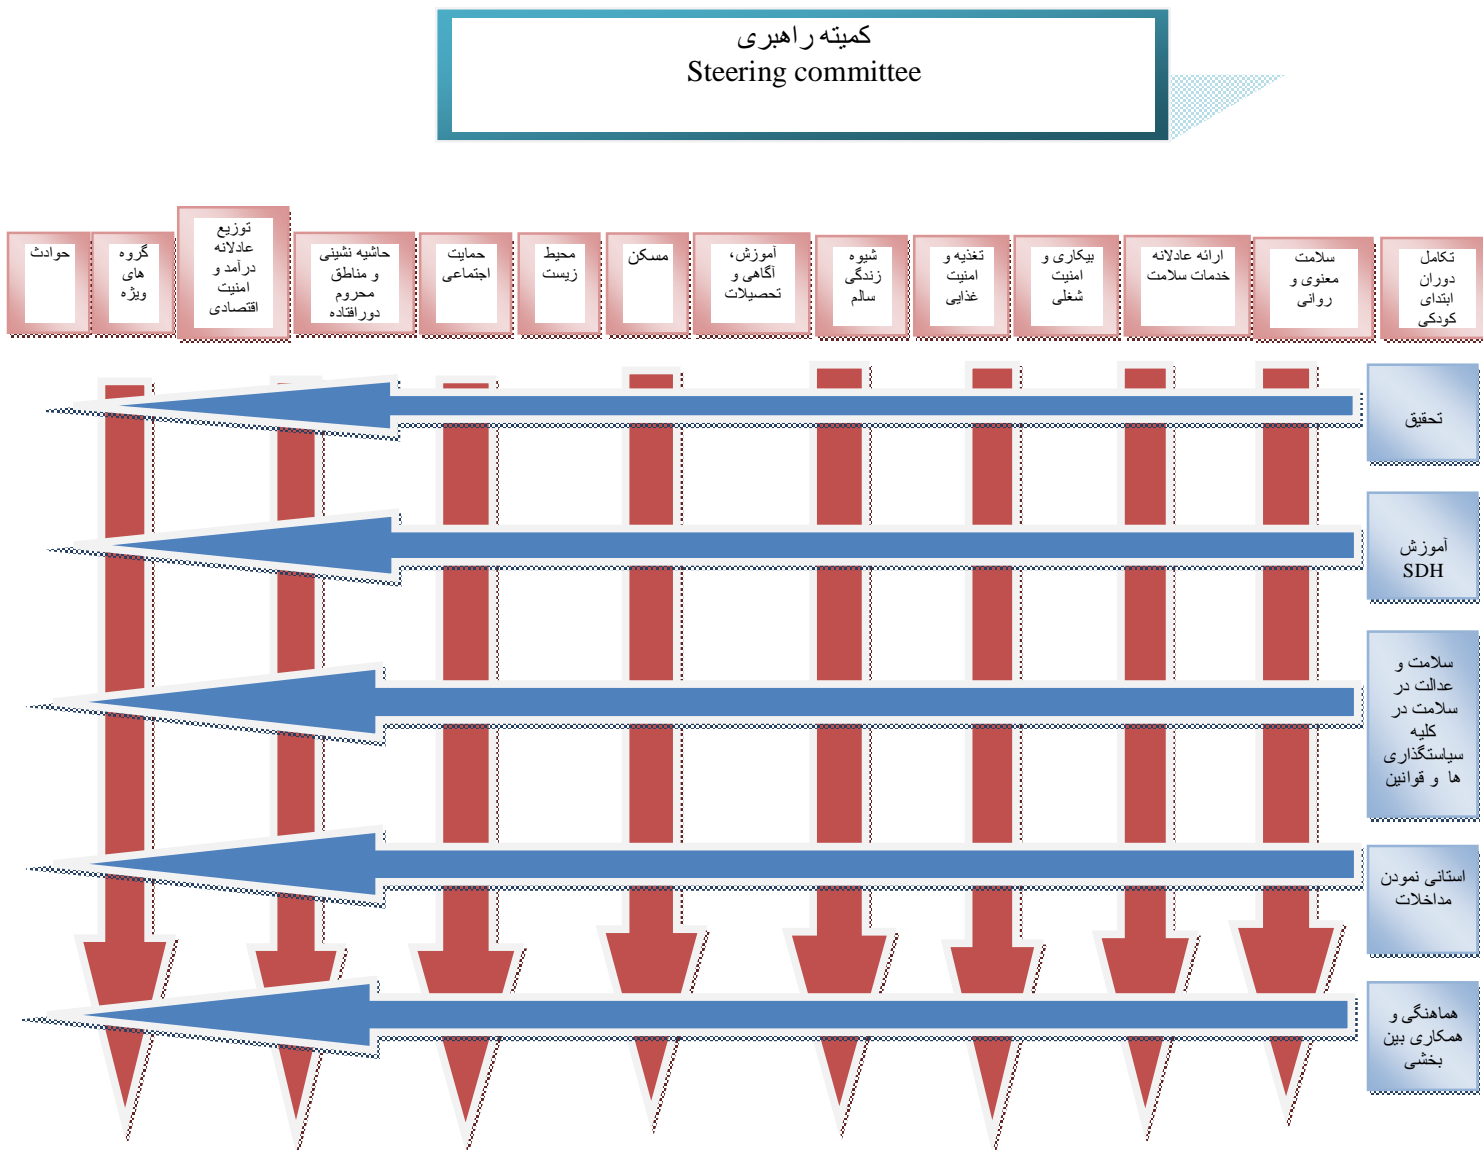 کمیته راهبری
Steering committee
تکامل
دوران
ابتدای
کودکی
سلامت
معنوی و
روانی
ارائه عادلانه
خدمات سلامت
بیکاری و
امنیت
شغلی
تغذیه و
امنیت
غذایی
شیوه
زندگی
سالم
آموزش،
آگاهی و
تحصیلات
مسکن
محیط
زیست
حمایت
اجتماعی
حاشیه نشینی
و مناطق
محروم
دورافتاده
توزیع
عادلانه
درآمد و
امنیت
اقتصادی
گروه
های
ویژه
حوادث
تحقیق
آموزش
SDH
سلامت و
عدالت در
سلامت در
کلیه
سیاستگذاری
ها و قوانین
استانی نمودن
مداخلات
هماهنگی و
همکاری بین
بخشی